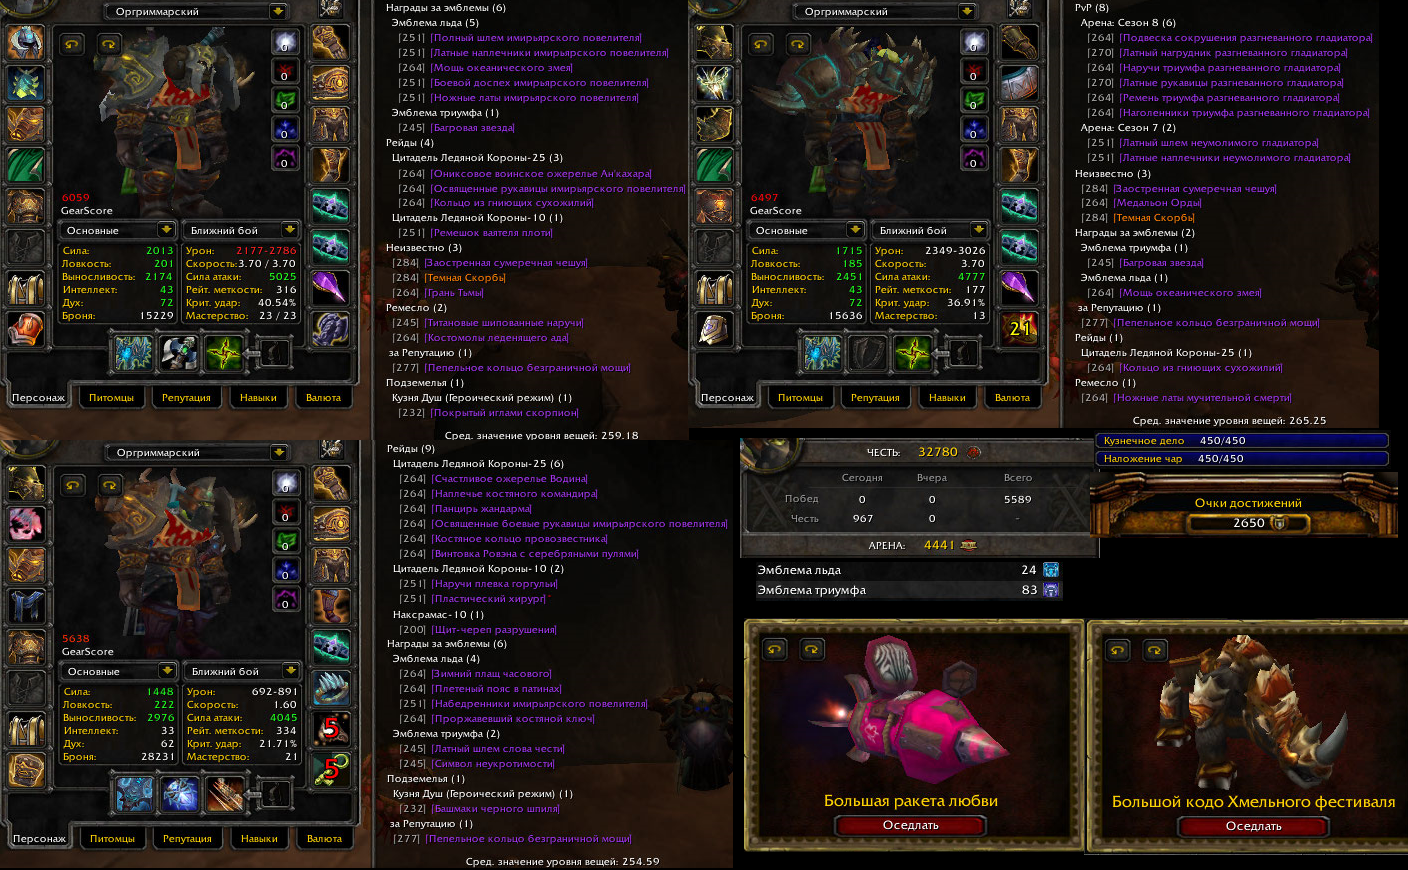 Оргриммарский
0
0
0
0
0
6059
GearScore
Основные
Ближний бой
Сила: 2013
Ловкость: 201
Выносливость: 2174
Интеллект: 43
Дух: 72
Броня: 15229
Урон: 2177-2786
Скорость: 3.70 / 3.70
Сила атаки: 5025
Рейт. меткости: 316
Крит. удар: 40.54%
Мастерство: 23 / 23
Персонаж
Питомцы
Репутация
Навыки
Валюта
Награды за эмблемы (6)
Эмблема льда (5)
[251] [Полный шлем имирьярского повелителя]
[251] [Латные наплечники имирьярского повелителя]
[264] [Мощь океанического змея]
[251] [Боевой доспех имирьярского повелителя]
[251] [Ножные латы имирьярского повелителя]
Эмблема триумфа (1)
[245] [Багровая звезда]
Рейды (4)
Цитадель Ледяной Короны-25 (3)
[264] [Ониксовое воинское ожерелье Ан'кахара]
[264] [Освященные рукавицы имирьярского повелителя]
[264] [Кольцо из гниющих сухожилий]
Цитадель Ледяной Короны-10 (1)
[251] [Ремешок ваятеля плоти]
Неизвестно (3)
[284] [Заостренная сумеречная чешуя]
[284] [Темная Скорбь]
[264] [Грань Тьмы]
Ремесло (2)
[245] [Титановые шипованные наручи]
[264] [Костомолы леденящего ада]
за Репутацию (1)
[277] [Пепельное кольцо безграничной мощи]
Подземелья (1)
Кузня Душ (Героический режим) (1)
[232] [Покрытый иглами скорпион]
Сред. значение уровня вещей: 259.18
Оргриммарский
0
0
0
0
0
6497
GearScore
Основные
Ближний бой
Сила: 1715
Ловкость: 185
Выносливость: 2451
Интеллект: 43
Дух: 72
Броня: 15636
Урон: 2349-3026
Скорость: 3.70
Сила атаки: 4777
Рейт. меткости: 177
Крит. удар: 36.91%
Мастерство: 13
21
Персонаж
Питомцы
Репутация
Навыки
Валюта
PvP (8)
Арена: Сезон 8 (6)
[264] [Подвеска сокрушения разгневанного гладиатора]
[270] [Латный нагрудник разгневанного гладиатора]
[264] [Наручи триумфа разгневанного гладиатора]
[270] [Латные рукавицы разгневанного гладиатора]
[264] [Ремень триумфа разгневанного гладиатора]
[264] [Наголенники триумфа разгневанного гладиатора]
Арена: Сезон 7 (2)
[251] [Латный шлем неумолимого гладиатора]
[251] [Латные наплечники неумолимого гладиатора]
Неизвестно (3)
[284] [Заостренная сумеречная чешуя]
[264] [Медальон Орды]
[284] [Темная Скорбь]
Награды за эмблемы (2)
Эмблема триумфа (1)
[245] [Багровая звезда]
Эмблема льда (1)
[264] [Мощь океанического змея]
за Репутацию (1)
[277] [Пепельное кольцо безграничной мощи]
Рейды (1)
Цитадель Ледяной Короны-25 (1)
[264] [Кольцо из гниющих сухожилий]
Ремесло (1)
[264] [Ножные латы мучительной смерти]
Сред. значение уровня вещей: 265.25
Оргриммарский
0
0
0
0
0
5638
GearScore
Основные
Ближний бой
Сила: 1448
Ловкость: 222
Выносливость: 2976
Интеллект: 33
Дух: 62
Броня: 28231
Урон: 692-891
Скорость: 1.60
Сила атаки: 4045
Рейт. меткости: 334
Крит. удар: 21.71%
Мастерство: 21
5
5
Персонаж
Питомцы
Репутация
Навыки
Валюта
Рейды (9)
Цитадель Ледяной Короны-25 (6)
[264] [Счастливое ожерелье Водина]
[264] [Наплечье костяного командира]
[264] [Панцирь жандарма]
[264] [Освященные боевые рукавицы имирьярского повелителя]
[264] [Костяное кольцо провозвестника]
[264] [Винтовка Ровэна с серебряными пулями]
Цитадель Ледяной Короны-10 (2)
[251] [Наручи плевка горгульи]
[251] [Пластический хирург]
Наксрамас-10 (1)
[200] [Щит-череп разрушения]
Награды за эмблемы (6)
Эмблема льда (4)
[264] [Зимний плащ часового]
[264] [Плетеный пояс в патинах]
[251] [Набедренники имирьярского повелителя]
[264] [Проржавевший костяной ключ]
Эмблема триумфа (2)
[245] [Латный шлем слова чести]
[245] [Символ неукротимости]
Подземелья (1)
Кузня Душ (Героический режим) (1)
[232] [Башмаки черного шпиля]
за Репутацию (1)
[277] [Пепельное кольцо безграничной мощи]
Сред. значение уровня вещей: 254.59
ЧЕСТЬ: 32780
Сегодня Вчера Всего
Побед 0 0 5589
Честь 967 0 -
АРЕНА: 4441
Эмблема льда 24
Эмблема триумфа 83
Кузнечное дело 450/450
Наложение чар 450/450
Очки достижений
2650
Большая ракета любви
Оседлать
Большой кодо Хмельного фестиваля
Оседлать